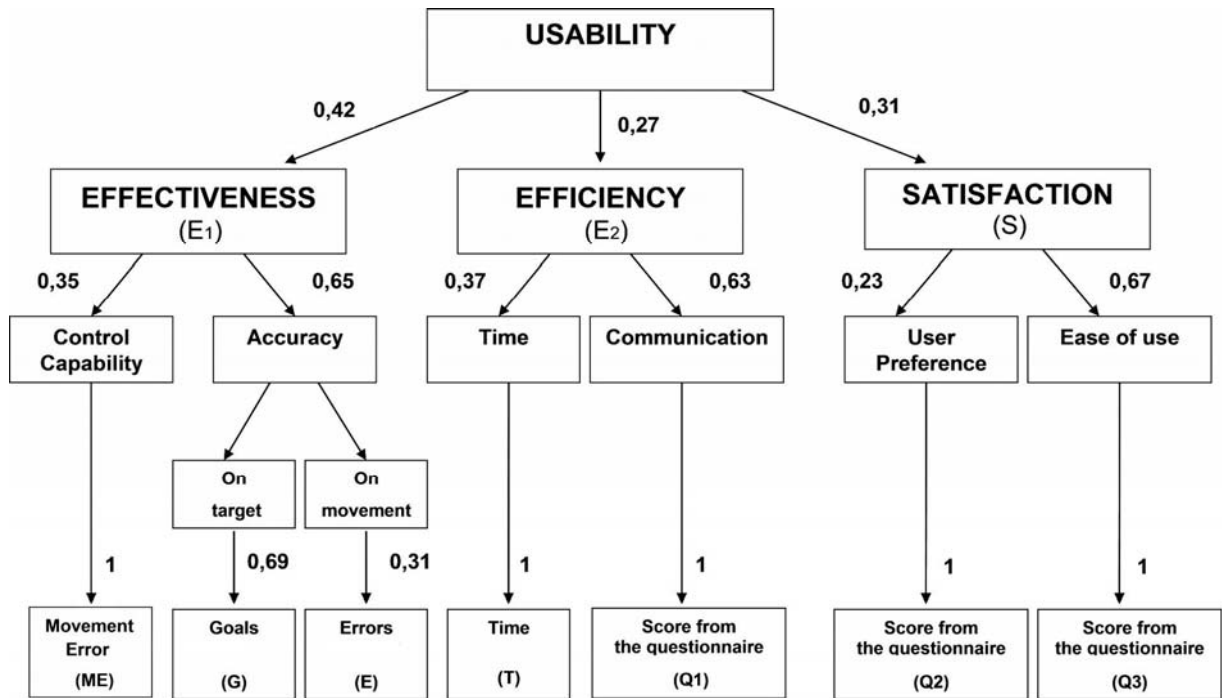 USABILITY
0,42
0,27
0,31
EFFECTIVENESS
(E1)
EFFICIENCY
(E2)
SATISFACTION
(S)
0,35
0,65
0,37
0,63
0,23
0,67
Control
Capability
Accuracy
Time
Communication
User
Preference
Ease of use
On
target
On
movement
1
0,69
0,31
1
1
1
1
Movement
Error
(ME)
Goals
(G)
Errors
(E)
Time
(T)
Score from
the questionnaire
(Q1)
Score from
the questionnaire
(Q2)
Score from
the questionnaire
(Q3)